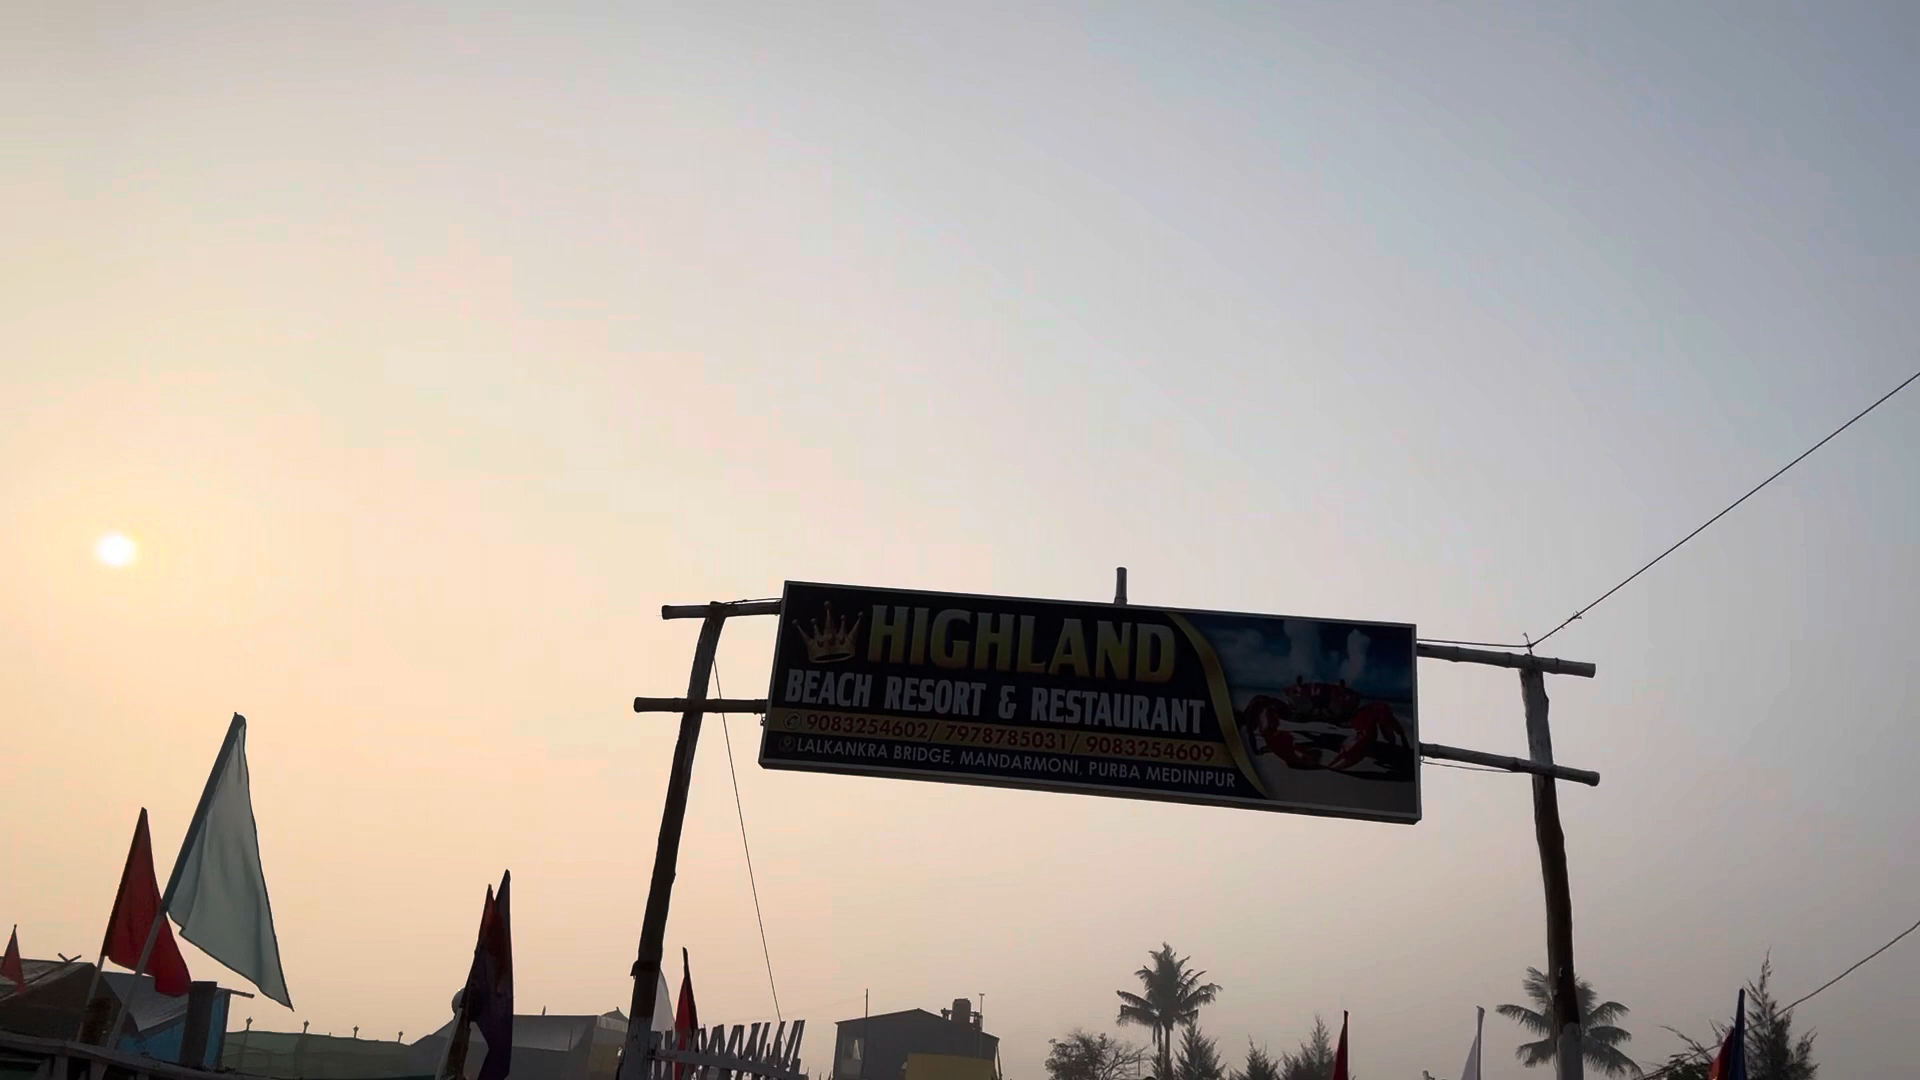 HIGHLAND
BEACH RESORT & RESTAURANT
9083254602/ 7978785031/ 9083254609
LALKANKRA BRIDGE, MANDARMONI, PURBA MEDINIPUR